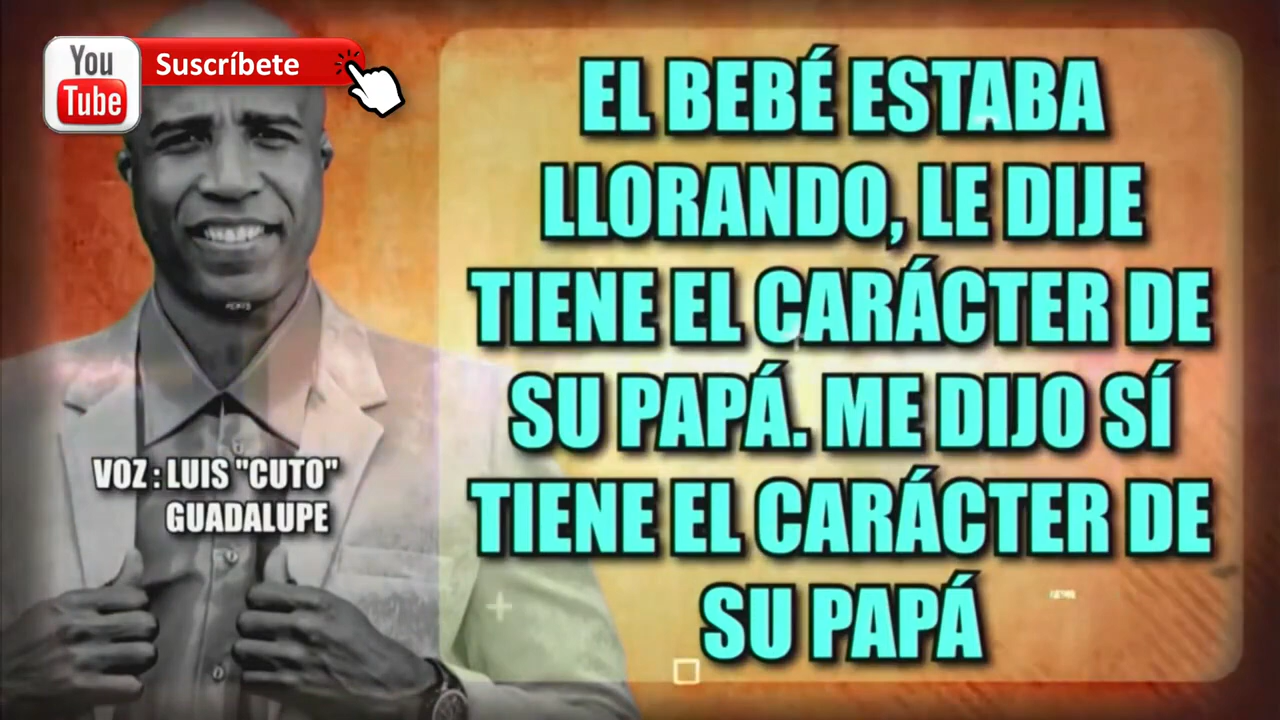 You
Tube
Suscríbete
EL BEBÉ ESTABA
LLORANDO, LE DIJE
TIENE EL CARÁCTER DE
SU PAPÁ. ME DIJO SÍ
TIENE EL CARÁCTER DE
SU PAPÁ
VOZ : LUIS "CUTO"
GUADALUPE